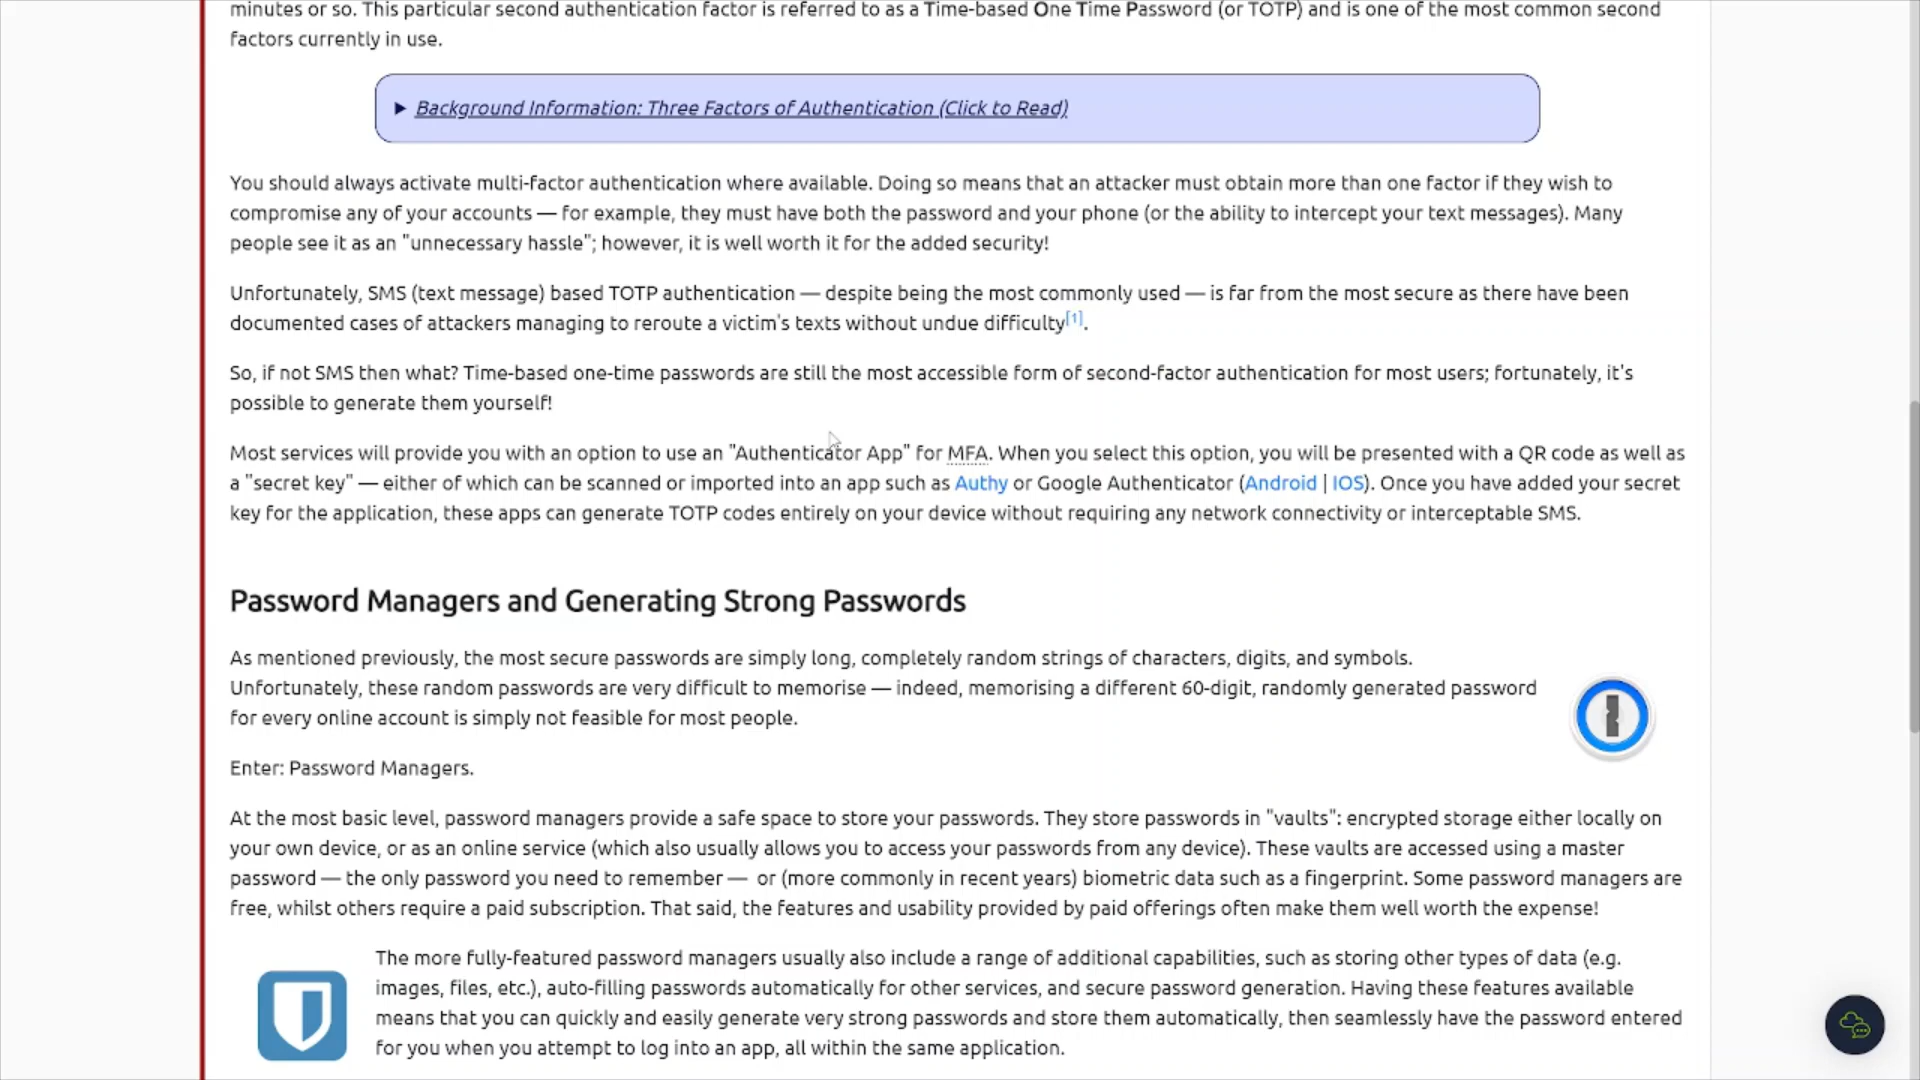 minutes or so. This particular second authentication factor is referred to as a Time-based One Time Password (or TOTP) and is one of the most common second
factors currently in use.
▶ Background Information: Three Factors of Authentication (Click to Read)
You should always activate multi-factor authentication where available. Doing so means that an attacker must obtain more than one factor if they wish to
compromise any of your accounts — for example, they must have both the password and your phone (or the ability to intercept your text messages). Many
people see it as an "unnecessary hassle"; however, it is well worth it for the added security!
Unfortunately, SMS (text message) based TOTP authentication — despite being the most commonly used — is far from the most secure as there have been
documented cases of attackers managing to reroute a victim's texts without undue difficulty[1].
So, if not SMS then what? Time-based one-time passwords are still the most accessible form of second-factor authentication for most users; fortunately, it's
possible to generate them yourself!
Most services will provide you with an option to use an "Authenticator App" for MFA. When you select this option, you will be presented with a QR code as well as
a "secret key" — either of which can be scanned or imported into an app such as Authy or Google Authenticator (Android | IOS). Once you have added your secret
key for the application, these apps can generate TOTP codes entirely on your device without requiring any network connectivity or interceptable SMS.
Password Managers and Generating Strong Passwords
As mentioned previously, the most secure passwords are simply long, completely random strings of characters, digits, and symbols.
Unfortunately, these random passwords are very difficult to memorise — indeed, memorising a different 60-digit, randomly generated password
for every online account is simply not feasible for most people.
Enter: Password Managers.
At the most basic level, password managers provide a safe space to store your passwords. They store passwords in "vaults": encrypted storage either locally on
your own device, or as an online service (which also usually allows you to access your passwords from any device). These vaults are accessed using a master
password — the only password you need to remember — or (more commonly in recent years) biometric data such as a fingerprint. Some password managers are
free, whilst others require a paid subscription. That said, the features and usability provided by paid offerings often make them well worth the expense!
The more fully-featured password managers usually also include a range of additional capabilities, such as storing other types of data (e.g.
images, files, etc.), auto-filling passwords automatically for other services, and secure password generation. Having these features available
means that you can quickly and easily generate very strong passwords and store them automatically, then seamlessly have the password entered
for you when you attempt to log into an app, all within the same application.